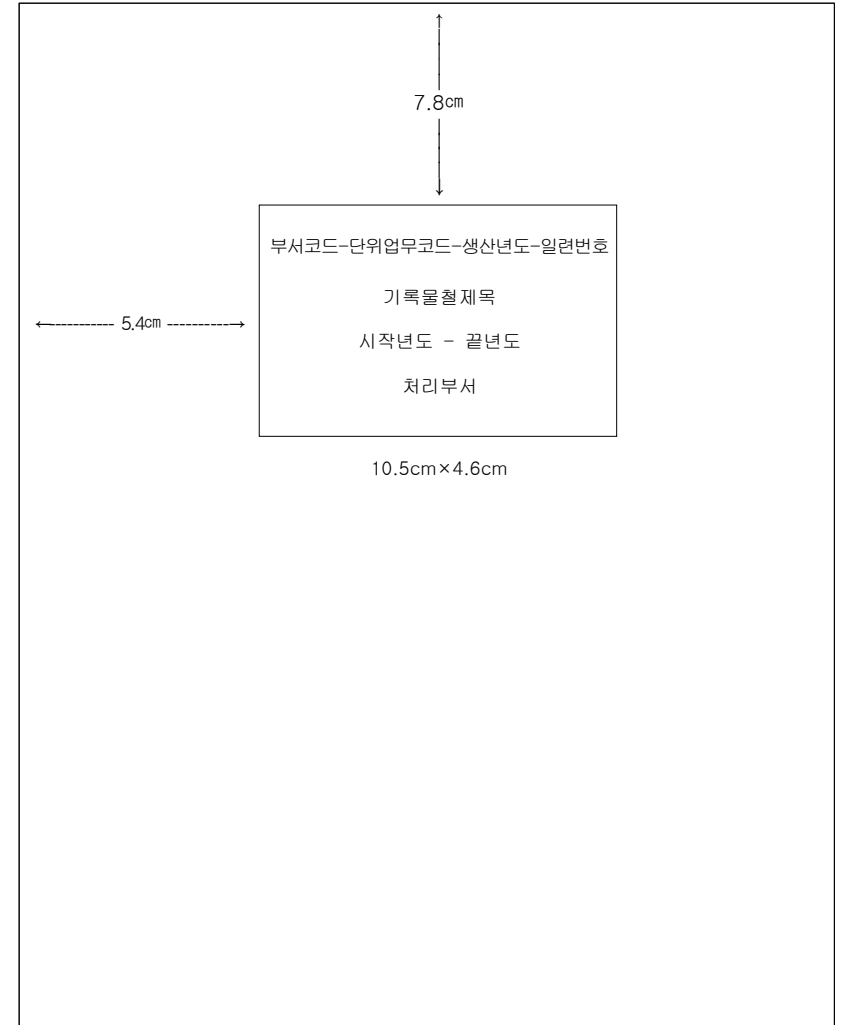 7.8㎝
부서코드-단위업무코드-생산년도-일련번호
기록물철제목
5.4㎝
시작년도 - 끝년도
처리부서
10.5cm×4.6cm